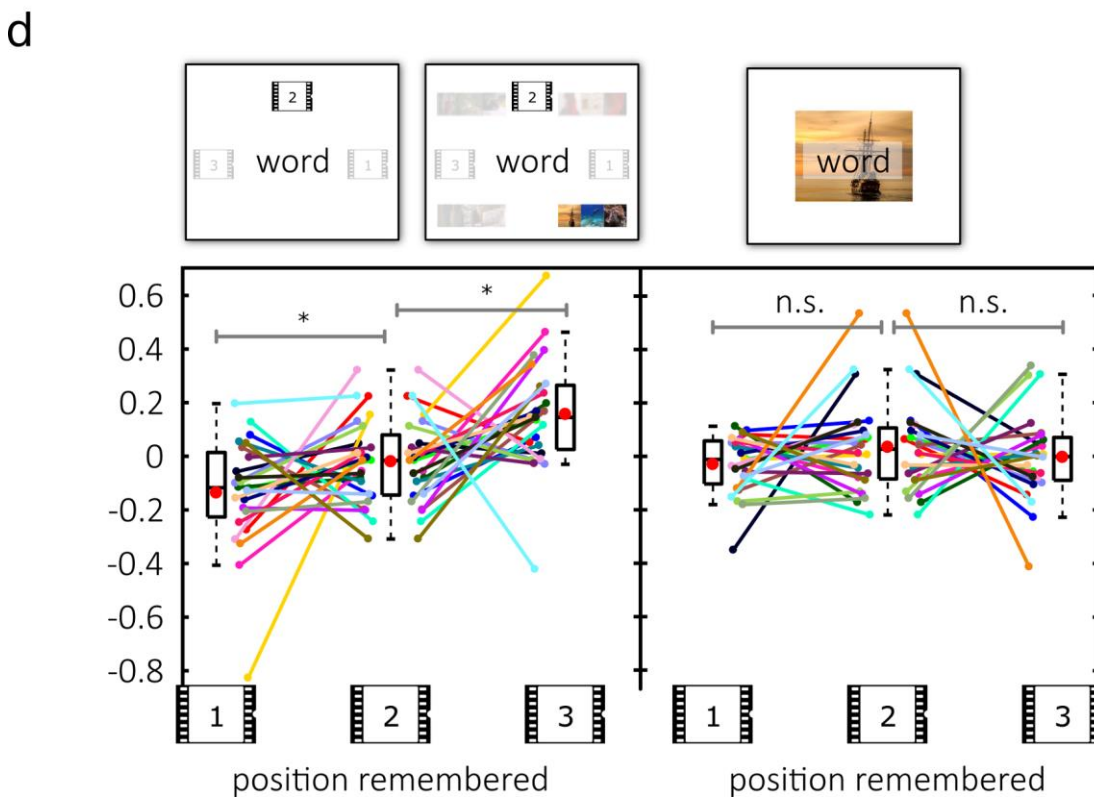 d
2 2
3 word 1 3 word 1 word
0.6 * * n.s. n.s.
0.4
0.2
0
-0.2
-0.4
-0.6
-0.8
1 2 3 1 2 3
position remembered position remembered